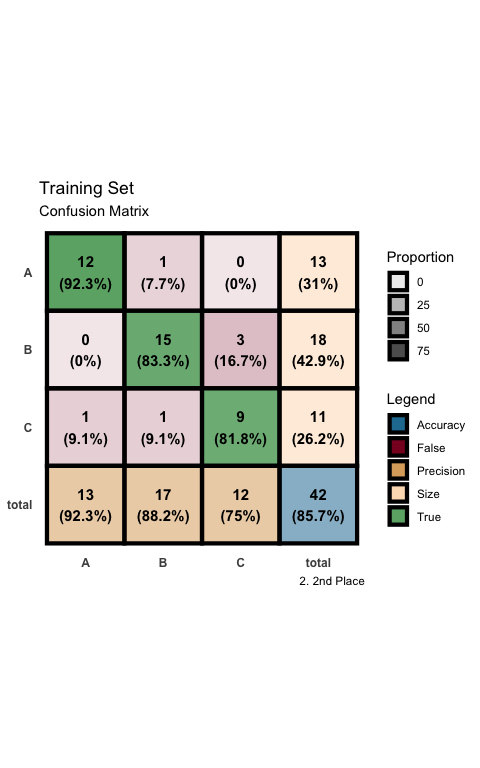 Training Set
Confusion Matrix
A
12
(92.3%)
1
(7.7%)
0
(0%)
13
(31%)
B
0
(0%)
15
(83.3%)
3
(16.7%)
18
(42.9%)
C
1
(9.1%)
1
(9.1%)
9
(81.8%)
11
(26.2%)
total
13
(92.3%)
17
(88.2%)
12
(75%)
42
(85.7%)
A
B
C
total
2. 2nd Place
Proportion
0
25
50
75
Legend
Accuracy
False
Precision
Size
True